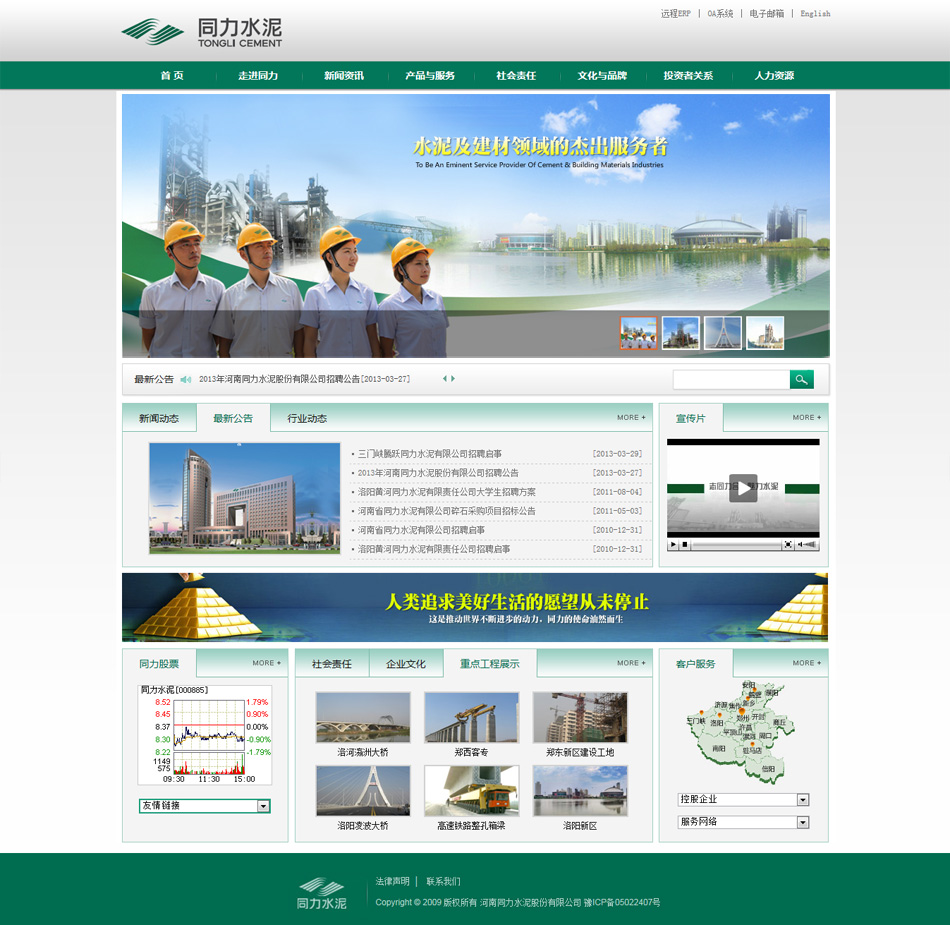 远程ERP | OA系统 | 电子邮箱 | English
同力水泥
TONGLI CEMENT
首 页
走进同力
新闻资讯
产品与服务
社会责任
文化与品牌
投资者关系
人力资源
水泥及建材领域的杰出服务者
To Be An Eminent Service Provider Of Cement & Building Materials Industries
最新公告
2013年河南同力水泥股份有限公司招聘公告[2013-03-27]
新闻动态
最新公告
行业动态
MORE +
宣传片
MORE +
三门峡腾跃同力水泥有限公司招聘启事 [2013-03-29]
2013年河南同力水泥股份有限公司招聘公告 [2013-03-27]
洛阳黄河同力水泥有限责任公司大学生招聘方案 [2011-08-04]
河南省同力水泥有限公司碎石采购项目招标公告 [2011-05-03]
河南省同力水泥有限公司招聘启事 [2010-12-31]
洛阳黄河同力水泥有限责任公司招聘启事 [2010-12-31]
人类追求美好生活的愿望从未停止
这是推动世界不断进步的动力，同力的使命油然而生
同力股票
MORE +
社会责任
企业文化
重点工程展示
MORE +
客户服务
MORE +
同力水泥[000885]
8.52 1.79%
8.45 0.90%
8.37 0.00%
8.30 -0.90%
8.22 -1.79%
1149
575
09:30 11:30 15:00
友情链接
洛河瀛洲大桥
郑西客专
郑东新区建设工地
洛阳凌波大桥
高速铁路整孔箱梁
洛阳新区
安阳
鹤壁
濮阳
新乡
济源
焦作
三门峡
洛阳
郑州
开封
商丘
许昌
平顶山
漯河
周口
南阳
驻马店
信阳
控股企业
服务网络
同力水泥
法律声明 | 联系我们
Copyright © 2009 版权所有 河南同力水泥股份有限公司 豫ICP备05022407号